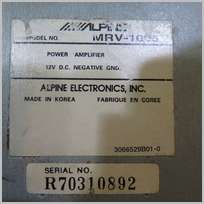 ALPINE
MODEL NO. MRV-1005
POWER AMPLIFIER
12V D.C. NEGATIVE GND.
ALPINE ELECTRONICS, INC.
MADE IN KOREA FABRIQUE EN COREE
3066529B01-0
SERIAL NO.
R70310892